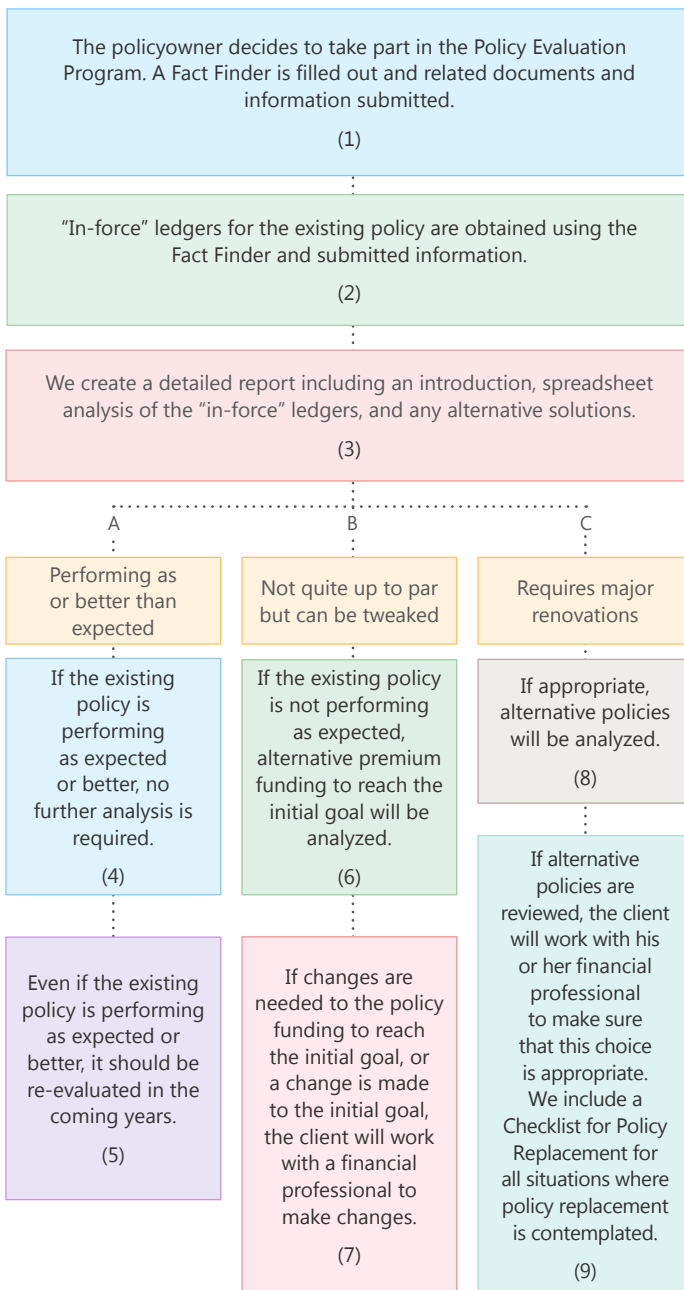 The policyowner decides to take part in the Policy Evaluation
Program. A Fact Finder is filled out and related documents and
information submitted.
(1)
“In-force” ledgers for the existing policy are obtained using the
Fact Finder and submitted information.
(2)
We create a detailed report including an introduction, spreadsheet
analysis of the “in-force” ledgers, and any alternative solutions.
(3)
A
Performing as
or better than
expected
If the existing
policy is
performing
as expected
or better, no
further analysis is
required.
(4)
Even if the existing
policy is performing
as expected or
better, it should be
re-evaluated in the
coming years.
(5)
B
Not quite up to par
but can be tweaked
If the existing policy
is not performing
as expected,
alternative premium
funding to reach the
initial goal will be
analyzed.
(6)
If changes are
needed to the policy
funding to reach
the initial goal, or
a change is made
to the initial goal,
the client will work
with a financial
professional to
make changes.
(7)
C
Requires major
renovations
If appropriate,
alternative policies
will be analyzed.
(8)
If alternative
policies are
reviewed, the client
will work with his
or her financial
professional
to make sure
that this choice
is appropriate.
We include a
Checklist for Policy
Replacement for
all situations where
policy replacement
is contemplated.
(9)